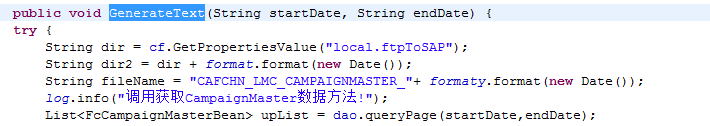 public void GenerateText(String startDate, String endDate) {
try {
String dir = cf.GetPropertiesValue("local.ftpToSAP");
String dir2 = dir + format.format(new Date());
String fileName = "CAFCHN_LMC_CAMPAIGNMASTER_"+ formaty.format(new Date());
log.info("调用获取CampaignMaster数据方法!");
List<FcCampaignMasterBean> upList = dao.queryPage(startDate,endDate);